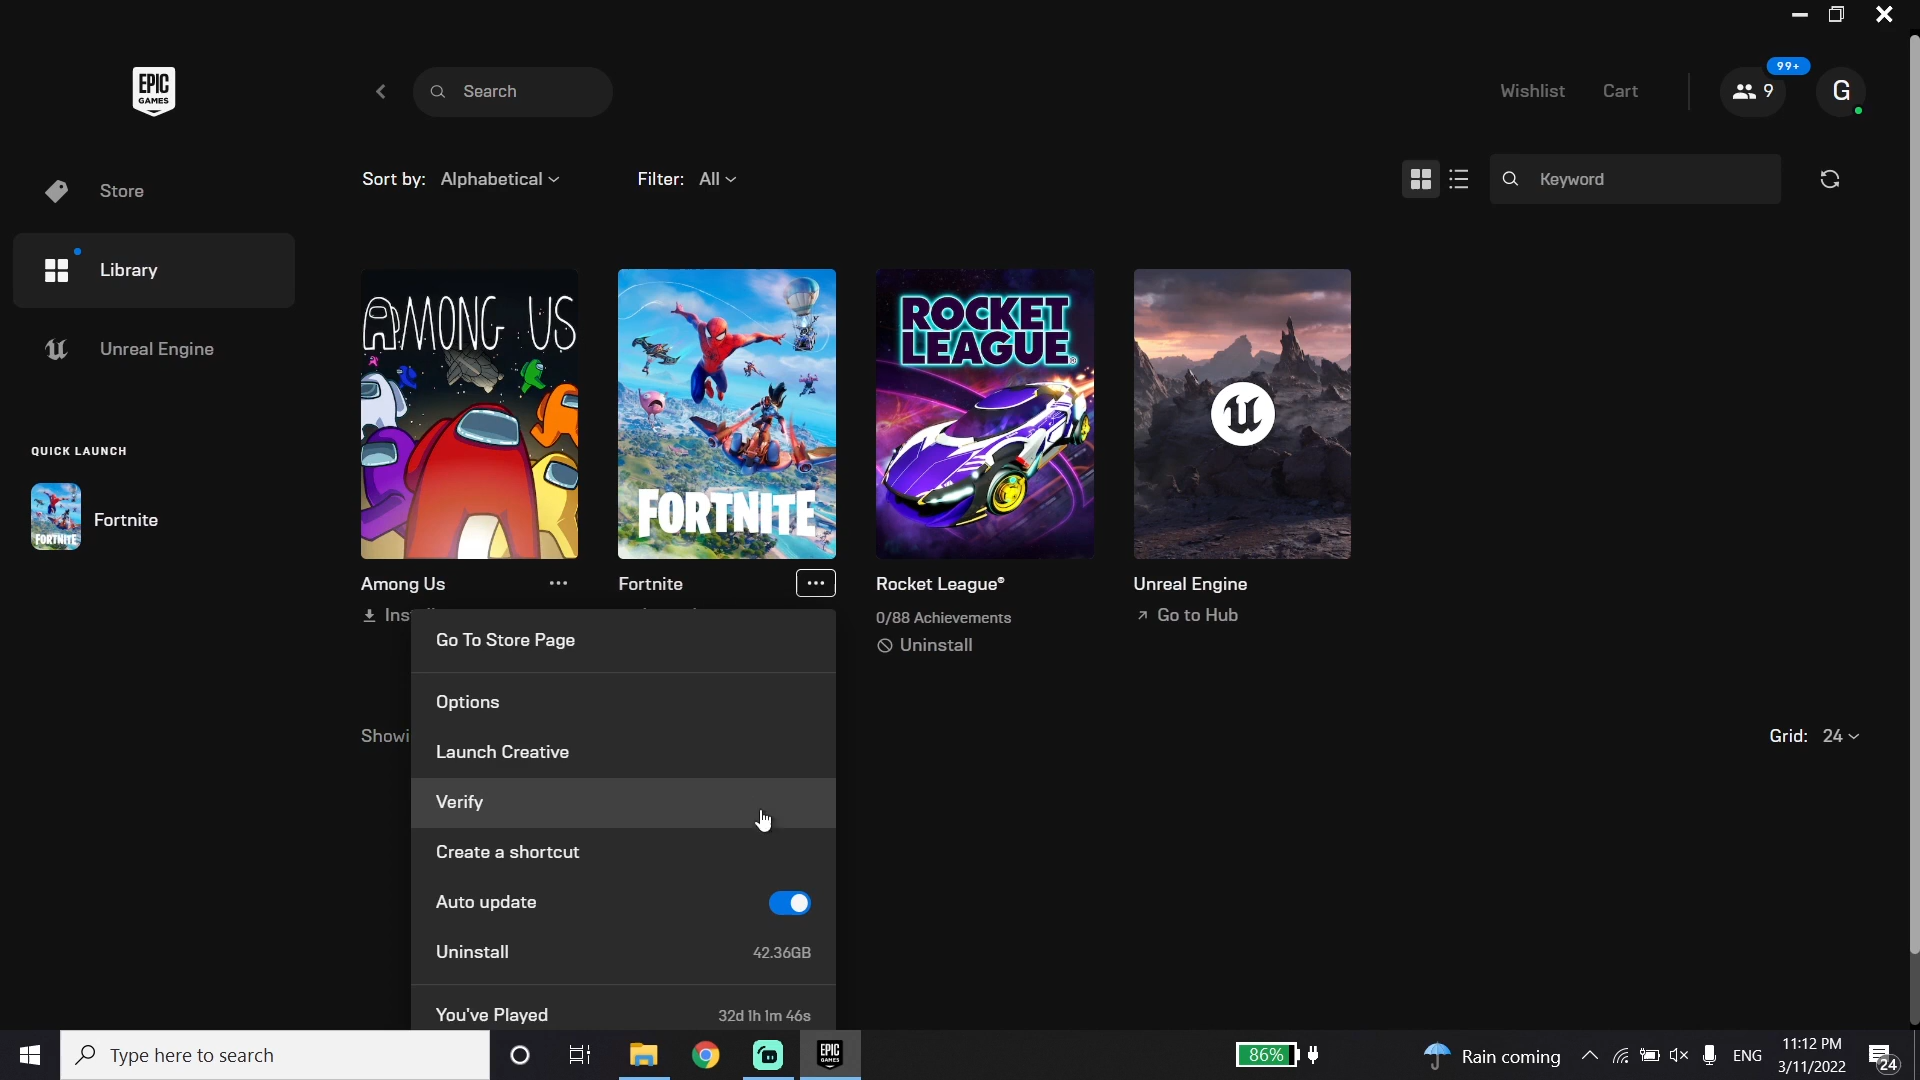 EPIC
GAMES
Search
Wishlist
Cart
99+
9
G
Store
Library
Unreal Engine
QUICK LAUNCH
FORTNITE
Fortnite
Sort by: Alphabetical
Filter: All
Keyword
AMONG US
FORTNITE
ROCKET
LEAGUE®
Among Us
Fortnite
Rocket League®
0/88 Achievements
Uninstall
Unreal Engine
Go to Hub
Go To Store Page
Options
Launch Creative
Verify
Create a shortcut
Auto update
Uninstall 42.36GB
You've Played 32d 1h 1m 46s
Grid: 24
Type here to search
EPIC
GAMES
86%
Rain coming
ENG
11:12 PM
3/11/2022
24